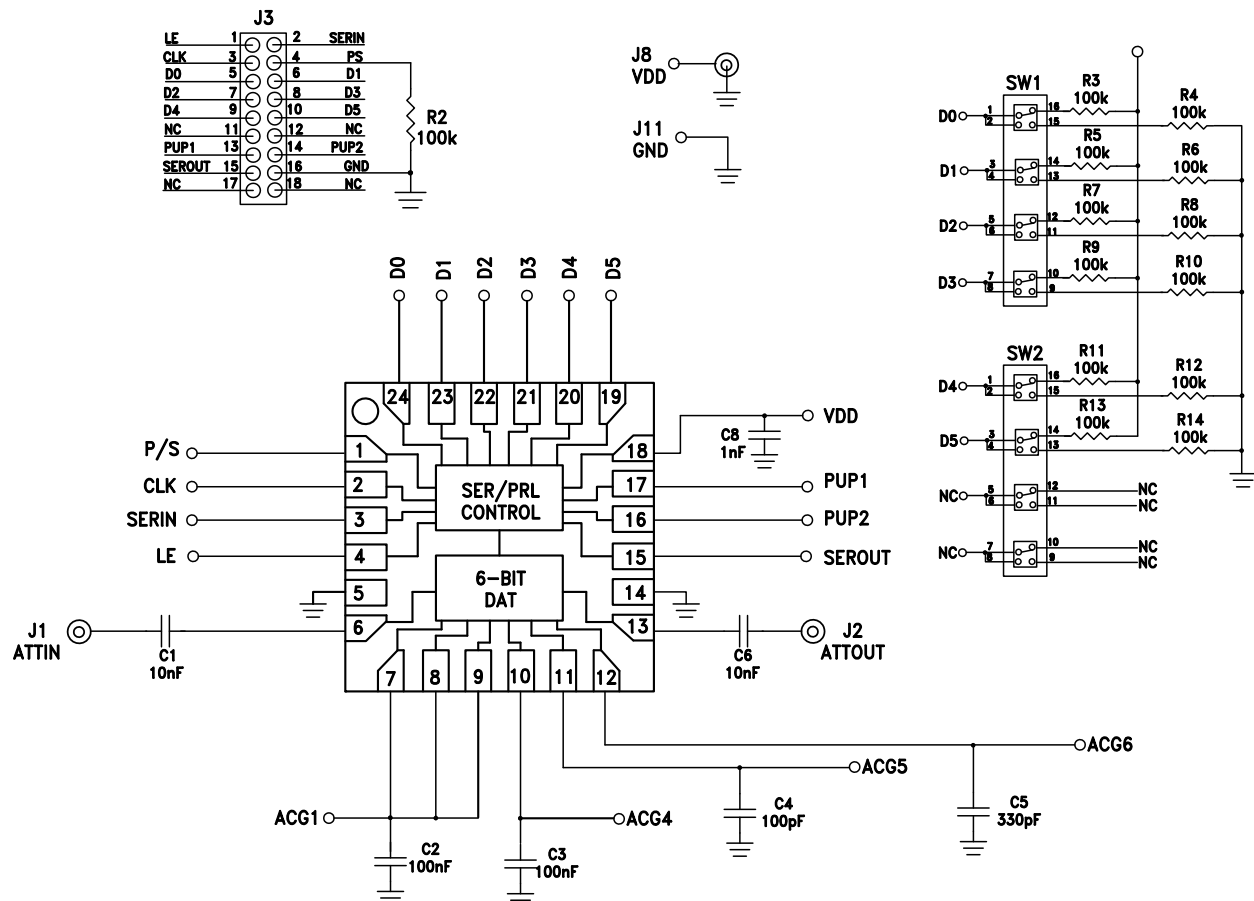 J3
LE 1 2 SERIN
CLK 3 4 PS
D0 5 6 D1
D2 7 8 D3
D4 9 10 D5
NC 11 12 NC
PUP1 13 14 PUP2
SEROUT 15 16 GND
NC 17 18 NC
R2
100k
J8
VDD
J11
GND
SW1
R3
100k
R4
100k
D0 1 16
2 15
R5
100k
R6
100k
D1 3 14
4 13
R7
100k
R8
100k
D2 5 12
6 11
R9
100k
R10
100k
D3 7 10
8 9
SW2
R11
100k
R12
100k
D4 1 16
2 15
R13
100k
R14
100k
D5 3 14
4 13
NC 5 12 NC
6 11 NC
NC 7 10 NC
8 9 NC
D0 D1 D2 D3 D4 D5
24 23 22 21 20 19
P/S 1
CLK 2
SERIN 3
LE 4
5
6
SER/PRL
CONTROL
6-BIT
DAT
18 VDD
C8
1nF
17 PUP1
16 PUP2
15 SEROUT
14
13
J1
ATTIN
C1
10nF
C6
10nF
J2
ATTOUT
7 8 9 10 11 12
ACG6
ACG5
ACG1
ACG4
C4
100pF
C5
330pF
C2
100nF
C3
100nF